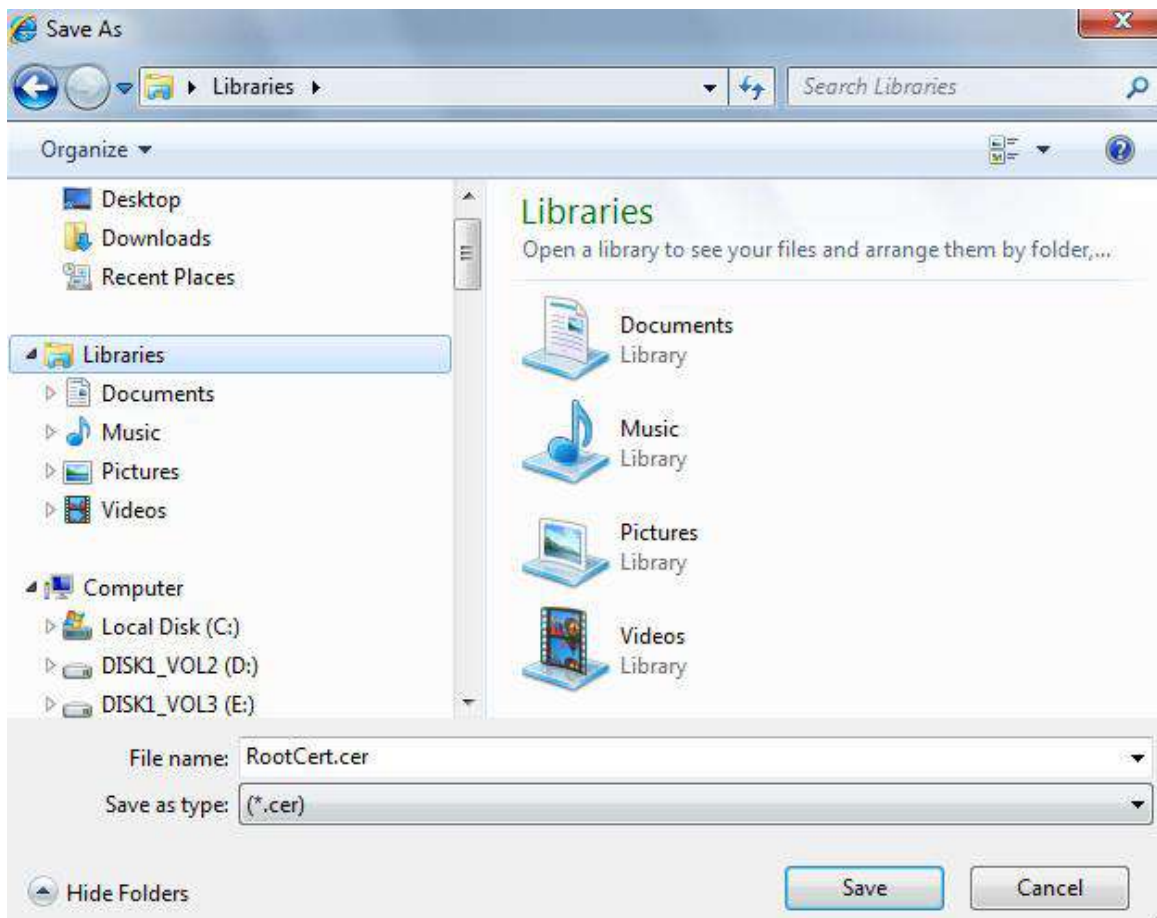 Save As
Libraries
Search Libraries
Organize
Desktop
Downloads
Recent Places
Libraries
Documents
Music
Pictures
Videos
Computer
Local Disk (C:)
DISK1_VOL2 (D:)
DISK1_VOL3 (E:)
Libraries
Open a library to see your files and arrange them by folder,...
Documents
Library
Music
Library
Pictures
Library
Videos
Library
File name: RootCert.cer
Save as type: (*.cer)
Hide Folders
Save
Cancel